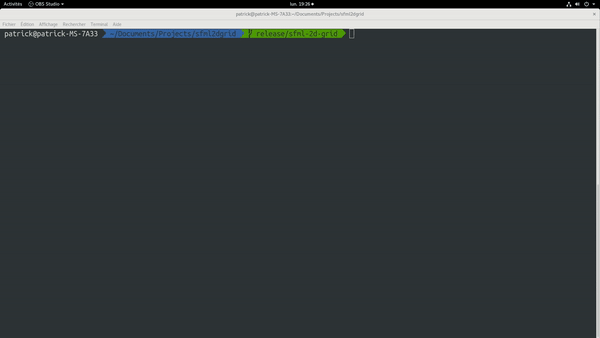 Activités OBS Studio lun. 19:26
patrick@patrick-MS-7A33:~/Documents/Projects/sfml2dgrid
Fichier Édition Affichage Rechercher Terminal Aide
patrick@patrick-MS-7A33 ~/Documents/Projects/sfml2dgrid release/sfml-2d-grid